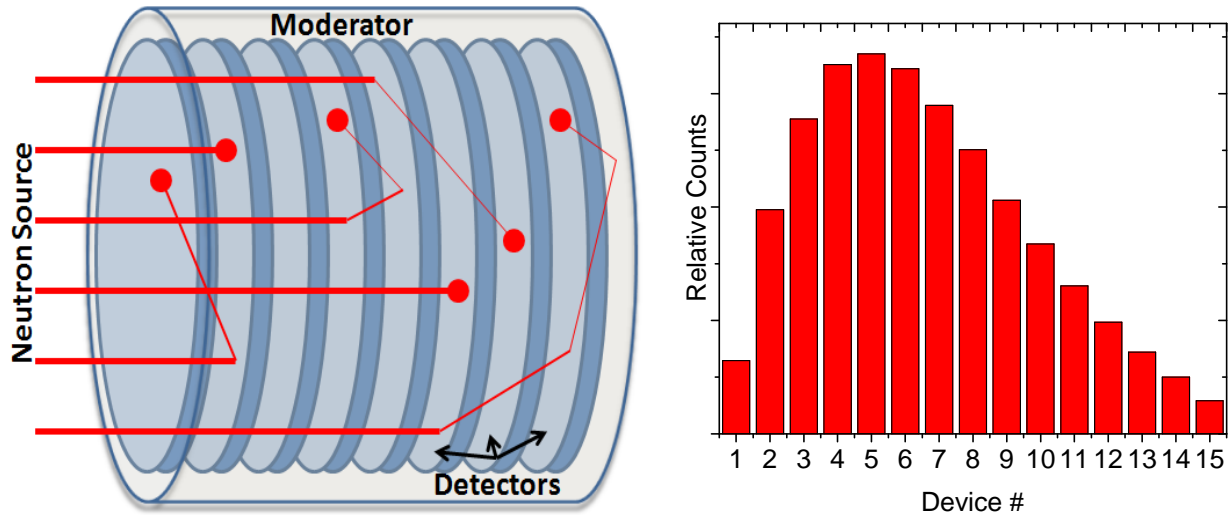 Moderator
Neutron Source
Detectors
Relative Counts
1 2 3 4 5 6 7 8 9 10 11 12 13 14 15
Device #